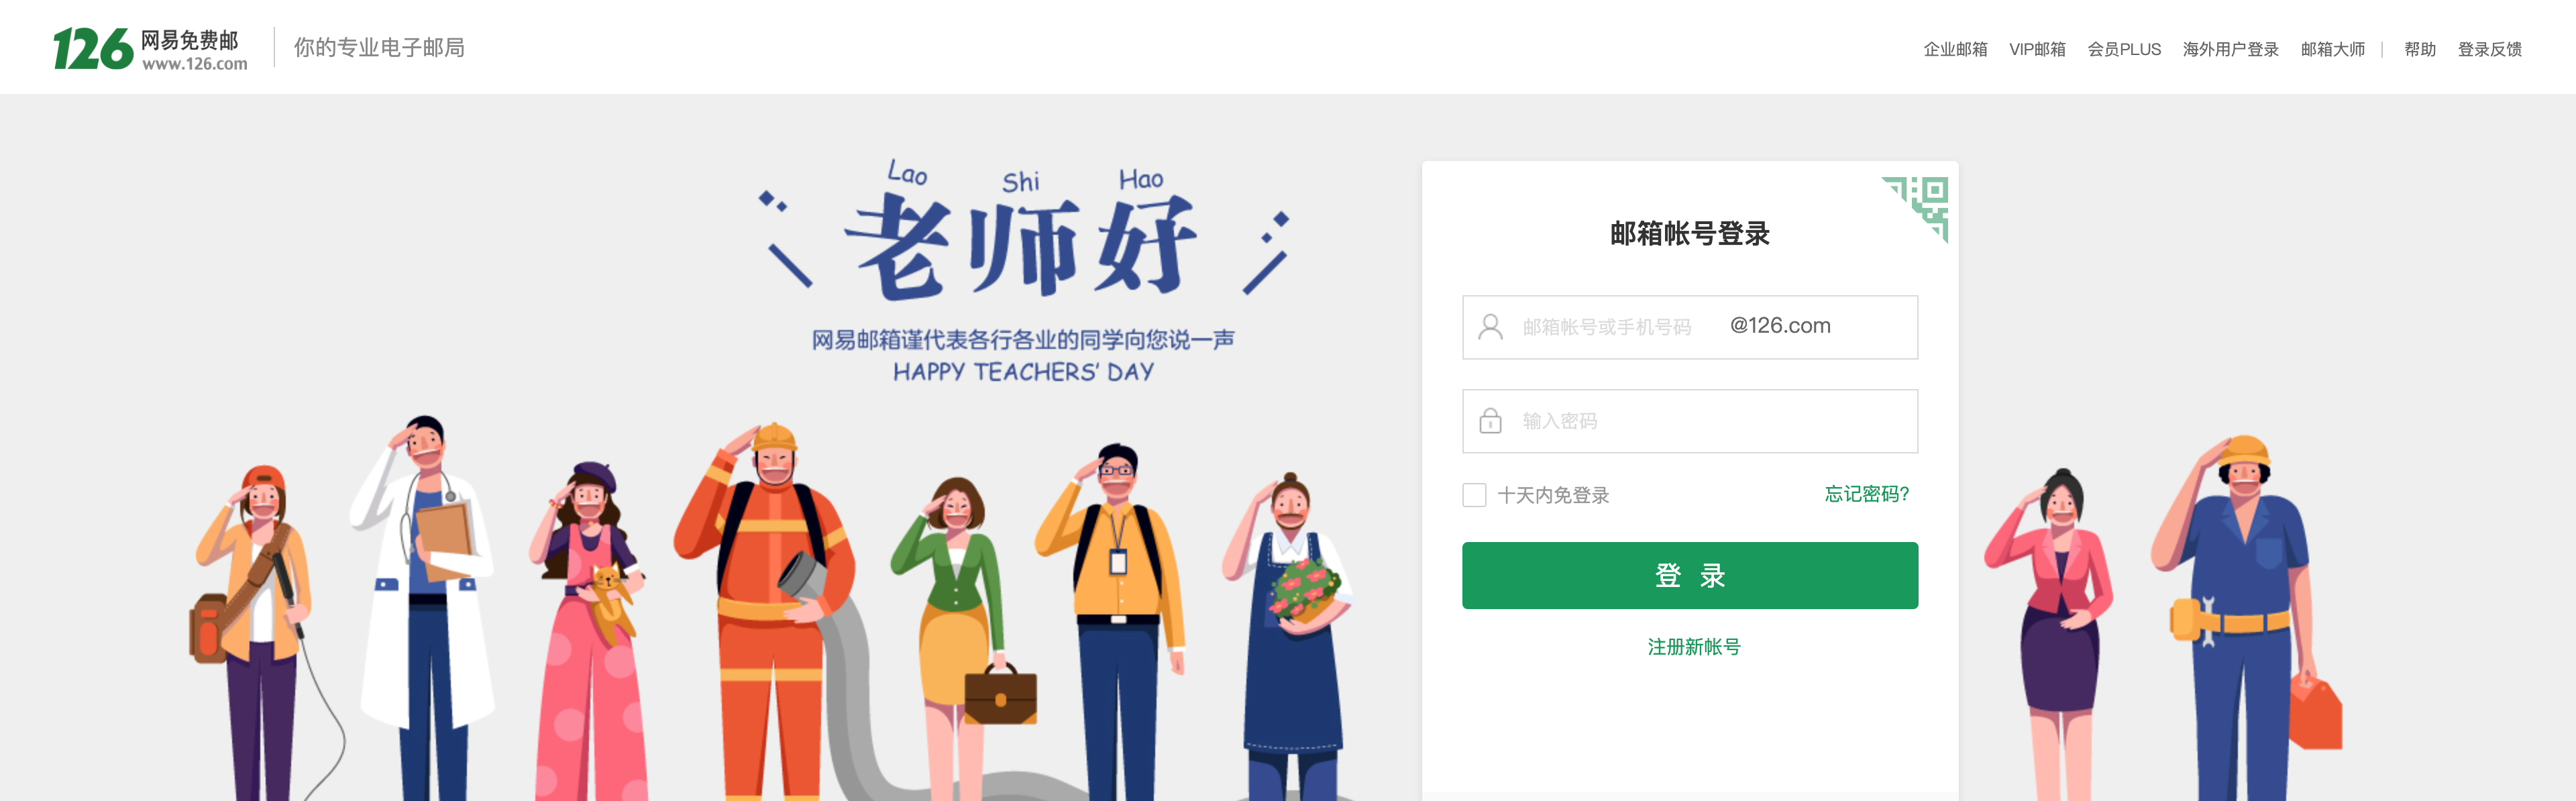 126 网易免费邮
www.126.com
你的专业电子邮局
企业邮箱 VIP邮箱 会员PLUS 海外用户登录 邮箱大师 | 帮助 登录反馈
Lao Shi Hao
老师好
网易邮箱谨代表各行各业的同学向您说一声
HAPPY TEACHERS' DAY
邮箱帐号登录
邮箱帐号或手机号码 @126.com
输入密码
十天内免登录 忘记密码?
登 录
注册新帐号